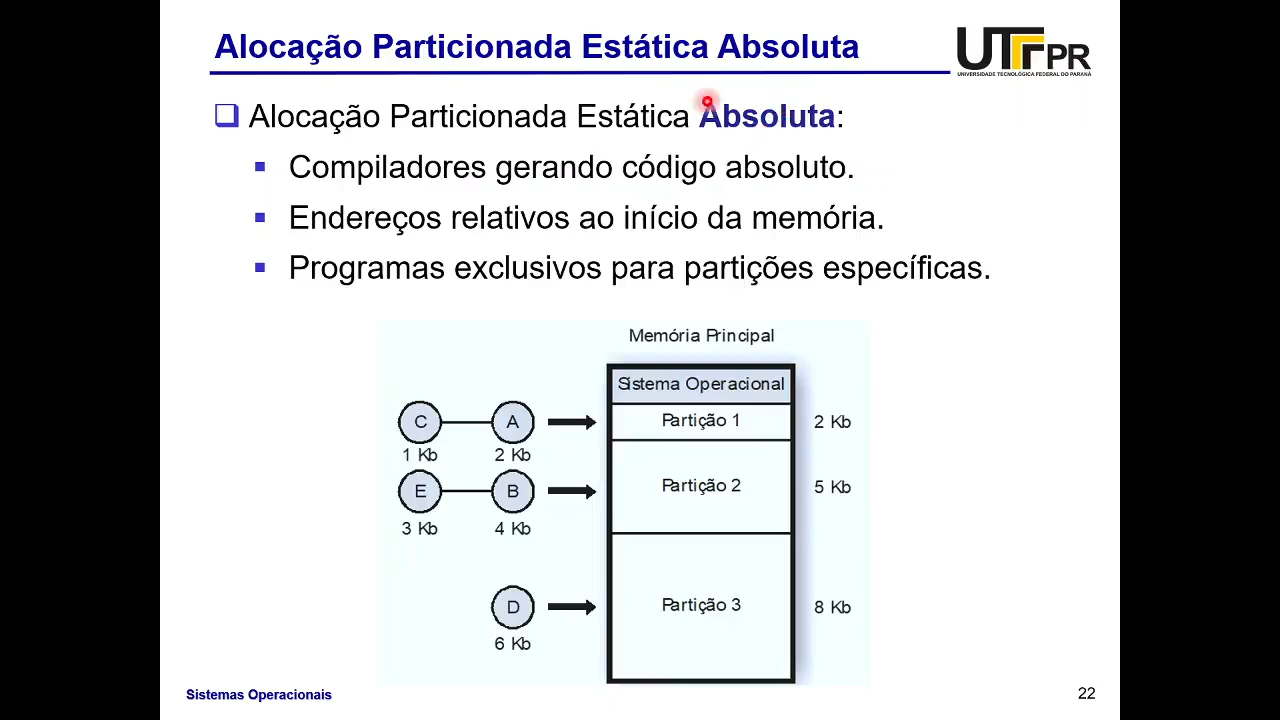 Alocação Particionada Estática Absoluta
UTFPR
UNIVERSIDADE TECNOLÓGICA FEDERAL DO PARANÁ
Alocação Particionada Estática Absoluta:
Compiladores gerando código absoluto.
Endereços relativos ao início da memória.
Programas exclusivos para partições específicas.
Memória Principal
Sistema Operacional
C A Partição 1 2 Kb
1 Kb 2 Kb
E B Partição 2 5 Kb
3 Kb 4 Kb
D Partição 3 8 Kb
6 Kb
Sistemas Operacionais 22